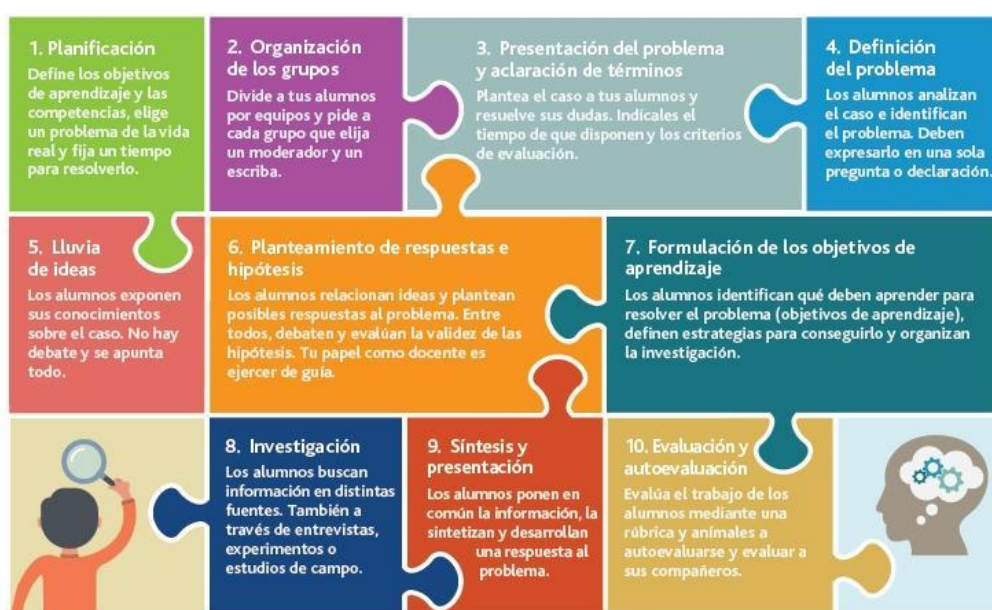 1. Planificación
Define los objetivos
de aprendizaje y las
competencias, elige
un problema de la vida
real y fija un tiempo
para resolverlo.
2. Organización
de los grupos
Divide a tus alumnos
por equipos y pide a
cada grupo que elija
un moderador y un
escriba.
3. Presentación del problema
y aclaración de términos
Plantea el caso a tus alumnos y
resuelve sus dudas. Indícales el
tiempo de que disponen y los criterios
de evaluación.
4. Definición
del problema
Los alumnos analizan
el caso e identifican
el problema. Deben
expresarlo en una sola
pregunta o declaración.
5. Lluvia
de ideas
Los alumnos exponen
sus conocimientos
sobre el caso. No hay
debate y se apunta
todo.
6. Planteamiento de respuestas e
hipótesis
Los alumnos relacionan ideas y plantean
posibles respuestas al problema. Entre
todos, debaten y evalúan la validez de las
hipótesis. Tu papel como docente es
ejercer de guía.
7. Formulación de los objetivos de
aprendizaje
Los alumnos identifican qué deben aprender para
resolver el problema (objetivos de aprendizaje),
definen estrategias para conseguirlo y organizan
la investigación.
8. Investigación
Los alumnos buscan
información en distintas
fuentes. También a
través de entrevistas,
experimentos o
estudios de campo.
9. Síntesis y
presentación
Los alumnos ponen en
común la información, la
sintetizan y desarrollan
una respuesta al
problema.
10. Evaluación y
autoevaluación
Evalúa el trabajo de los
alumnos mediante una
rúbrica y anímales a
autoevaluarse y evaluar a
sus compañeros.